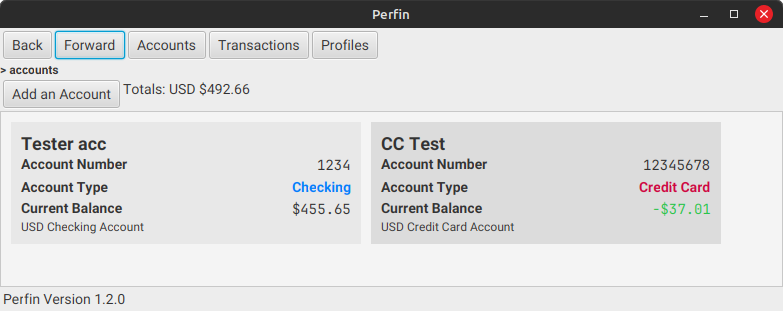 Perfin
Back Forward Accounts Transactions Profiles
> accounts
Add an Account Totals: USD $492.66
Tester acc
Account Number 1234
Account Type Checking
Current Balance $455.65
USD Checking Account
CC Test
Account Number 12345678
Account Type Credit Card
Current Balance -$37.01
USD Credit Card Account
Perfin Version 1.2.0